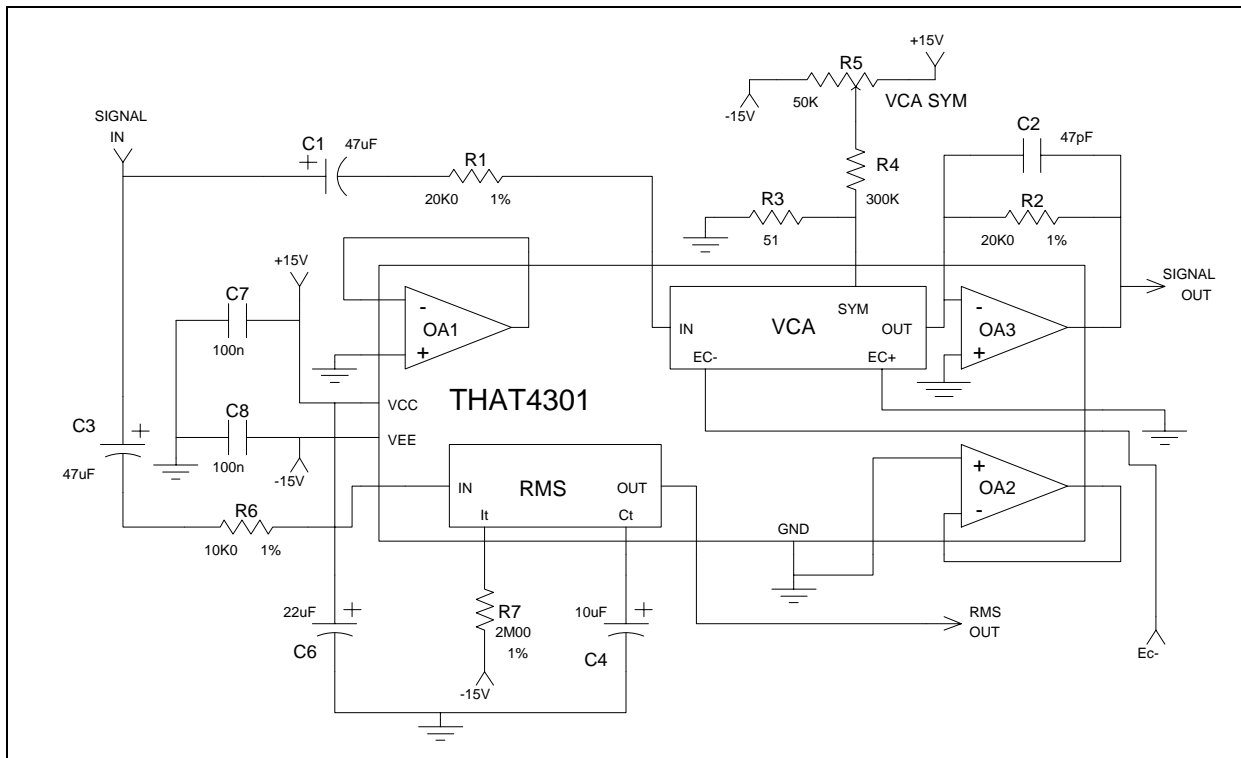 +15V
R5
50K
VCA SYM
-15V
SIGNAL
IN
C1
+
47uF
R1
20K0 1%
R4
300K
R3
51
C2
47pF
R2
20K0 1%
+15V
C7
100n
-
OA1
+
SYM
IN
VCA
OUT
EC-
EC+
-
OA3
+
SIGNAL
OUT
THAT4301
VCC
VEE
C8
100n
-15V
C3
+
47uF
R6
10K0 1%
IN
RMS
OUT
It
Ct
+
OA2
-
GND
22uF
+
C6
R7
2M00
1%
-15V
10uF
+
C4
RMS
OUT
Ec-